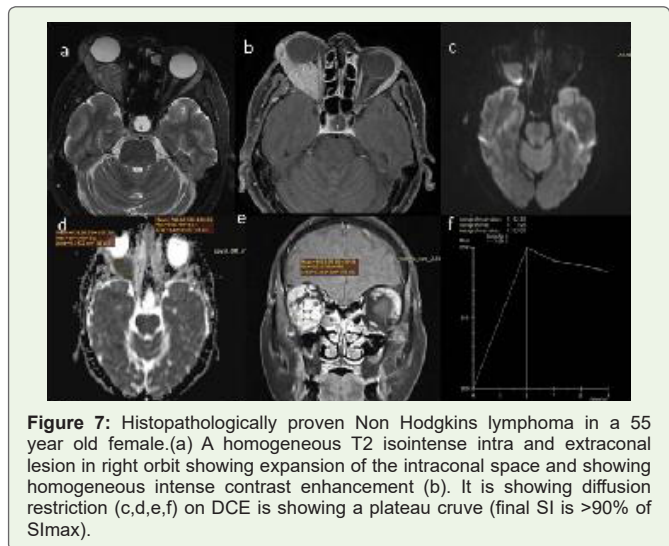 a
b
c
d
e
f
Figure 7: Histopathologically proven Non Hodgkins lymphoma in a 55
year old female.(a) A homogeneous T2 isointense intra and extraconal
lesion in right orbit showing expansion of the intraconal space and showing
homogeneous intense contrast enhancement (b). It is showing diffusion
restriction (c,d,e,f) on DCE is showing a plateau cruve (final SI is >90% of
SImax).